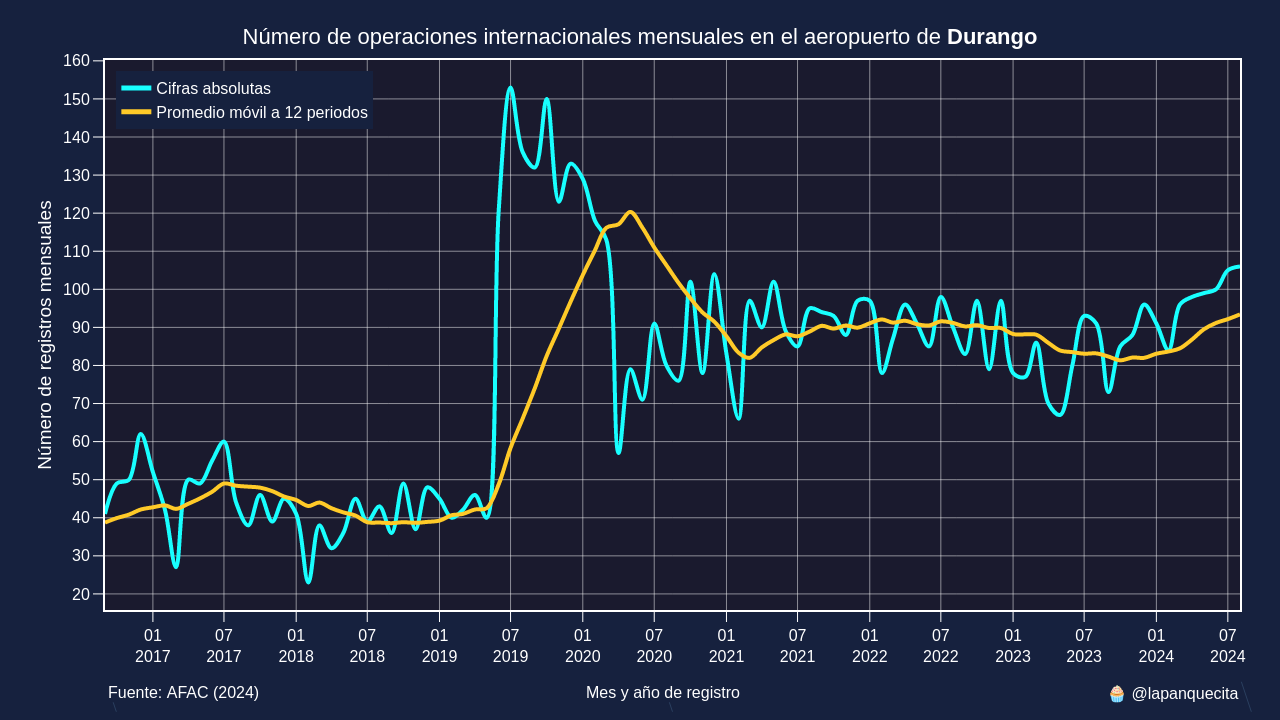 Número de operaciones internacionales mensuales en el aeropuerto de Durango
Cifras absolutas
Promedio móvil a 12 periodos
Número de registros mensuales
160
150
140
130
120
110
100
90
80
70
60
50
40
30
20
01 07 01 07 01 07 01 07 01 07 01 07 01 07 01 07
2017 2017 2018 2018 2019 2019 2020 2020 2021 2021 2022 2022 2023 2023 2024 2024
Fuente: AFAC (2024)
Mes y año de registro
🧁 @lapanquecita